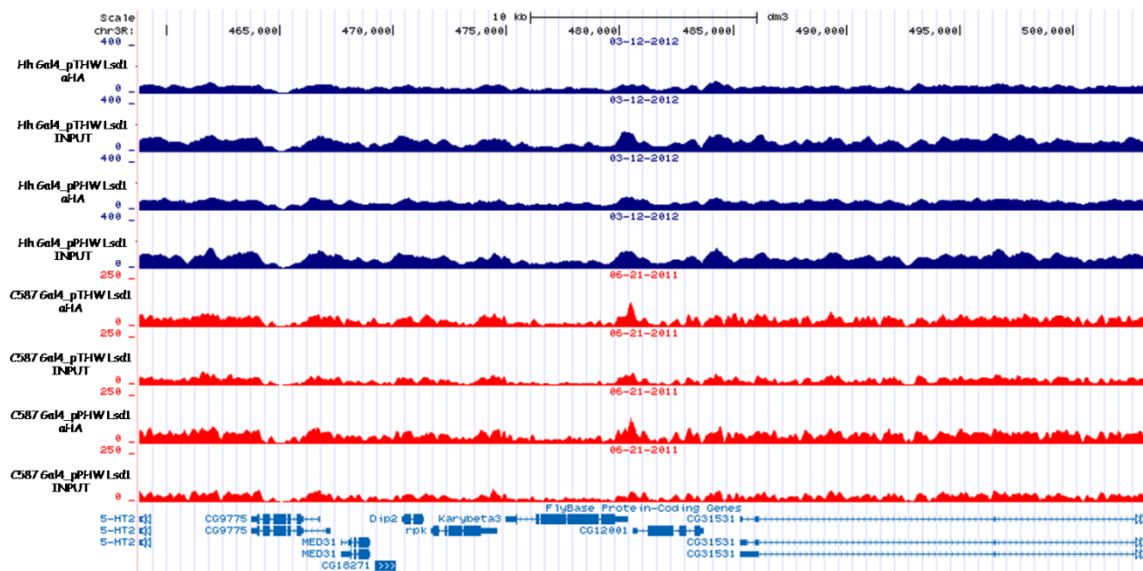 Scale 10 kb dm3
chr3R: 465,000 470,000 475,000 480,000 485,000 490,000 495,000 500,000
400 _ 03-12-2012
Hh Gal4_pTHW Lsd1
αHA
0 _
400 _ 03-12-2012
Hh Gal4_pTHW Lsd1
INPUT
0 _
400 _ 03-12-2012
Hh Gal4_pPHW Lsd1
αHA
0 _
400 _ 03-12-2012
Hh Gal4_pPHW Lsd1
INPUT
0 _
250 _ 06-21-2011
C587 Gal4_pTHW Lsd1
αHA
0 _
250 _ 06-21-2011
C587 Gal4_pTHW Lsd1
INPUT
0 _
250 _ 06-21-2011
C587 Gal4_pPHW Lsd1
αHA
0 _
250 _ 06-21-2011
C587 Gal4_pPHW Lsd1
INPUT
0 _
FlyBase Protein-Coding Genes
5-HT2 CG9775 Dip2 Karybeta3 CG31531
5-HT2 CG9775 rpk CG12001 CG31531
5-HT2 MED31 CG31531
MED31 CG31531
CG18271